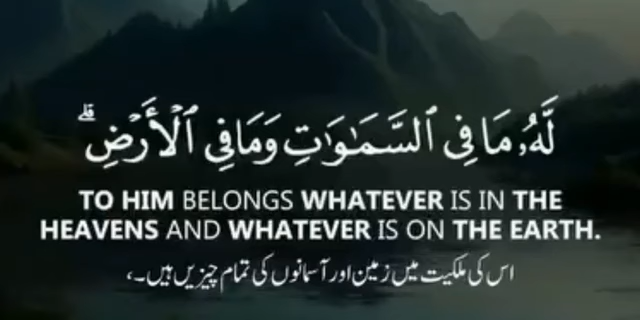 لَّهُۥ مَا فِى ٱلسَّمَـٰوَٰتِ وَمَا فِى ٱلْأَرْضِ ۗ
TO HIM BELONGS WHATEVER IS IN THE
HEAVENS AND WHATEVER IS ON THE EARTH.
اس کی ملکیت میں زمین اور آسمانوں کی تمام چیزیں ہیں۔،